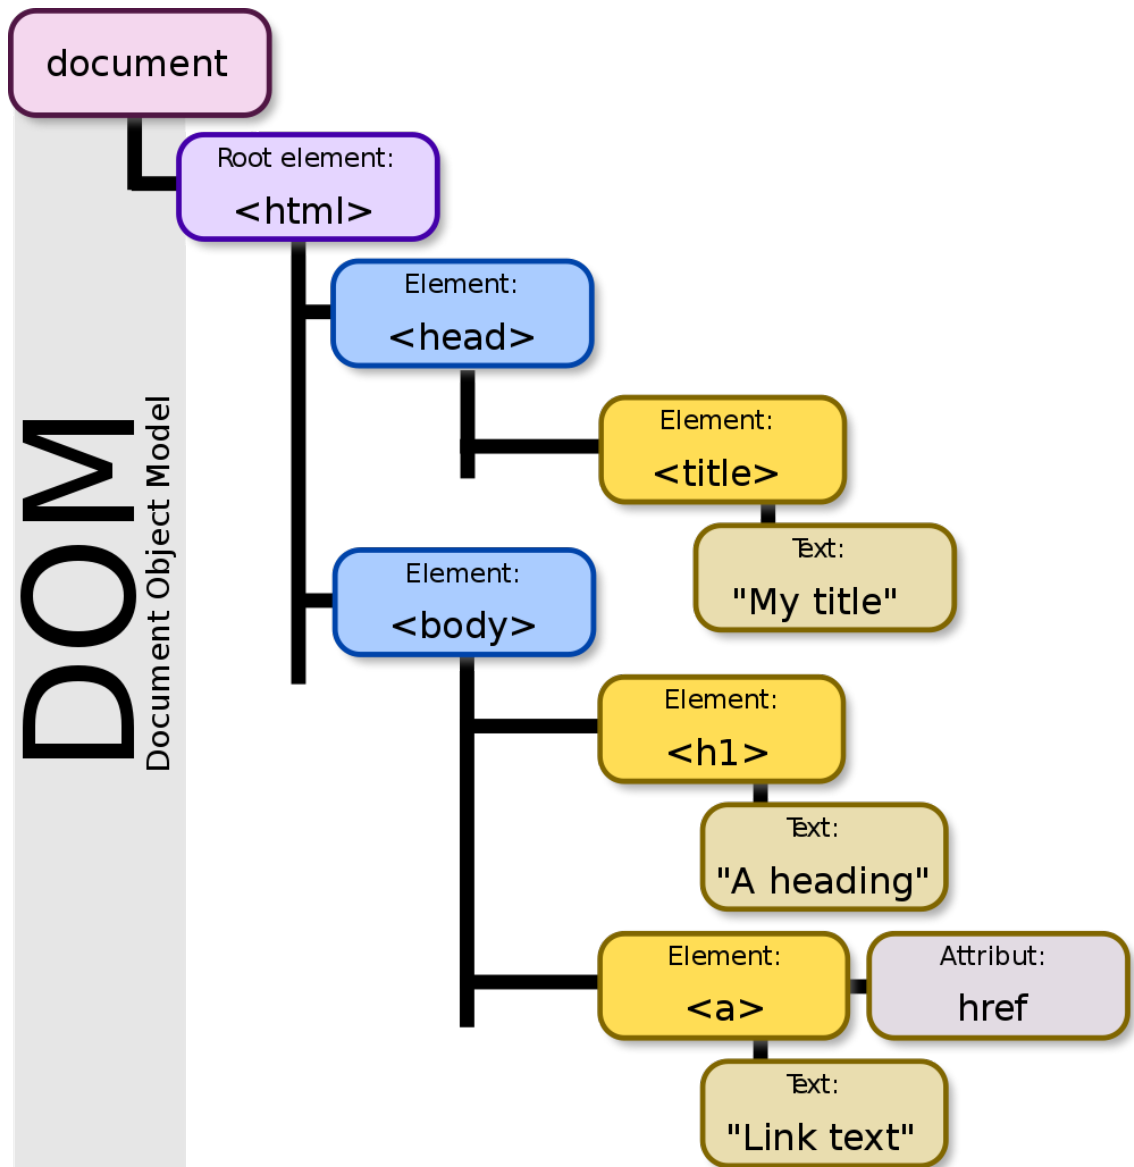 document
Root element:
<html>
Element:
<head>
Element:
<title>
Text:
"My title"
Element:
<body>
Element:
<h1>
Text:
"A heading"
Element:
<a>
Attribut:
href
Text:
"Link text"
DOM
Document Object Model